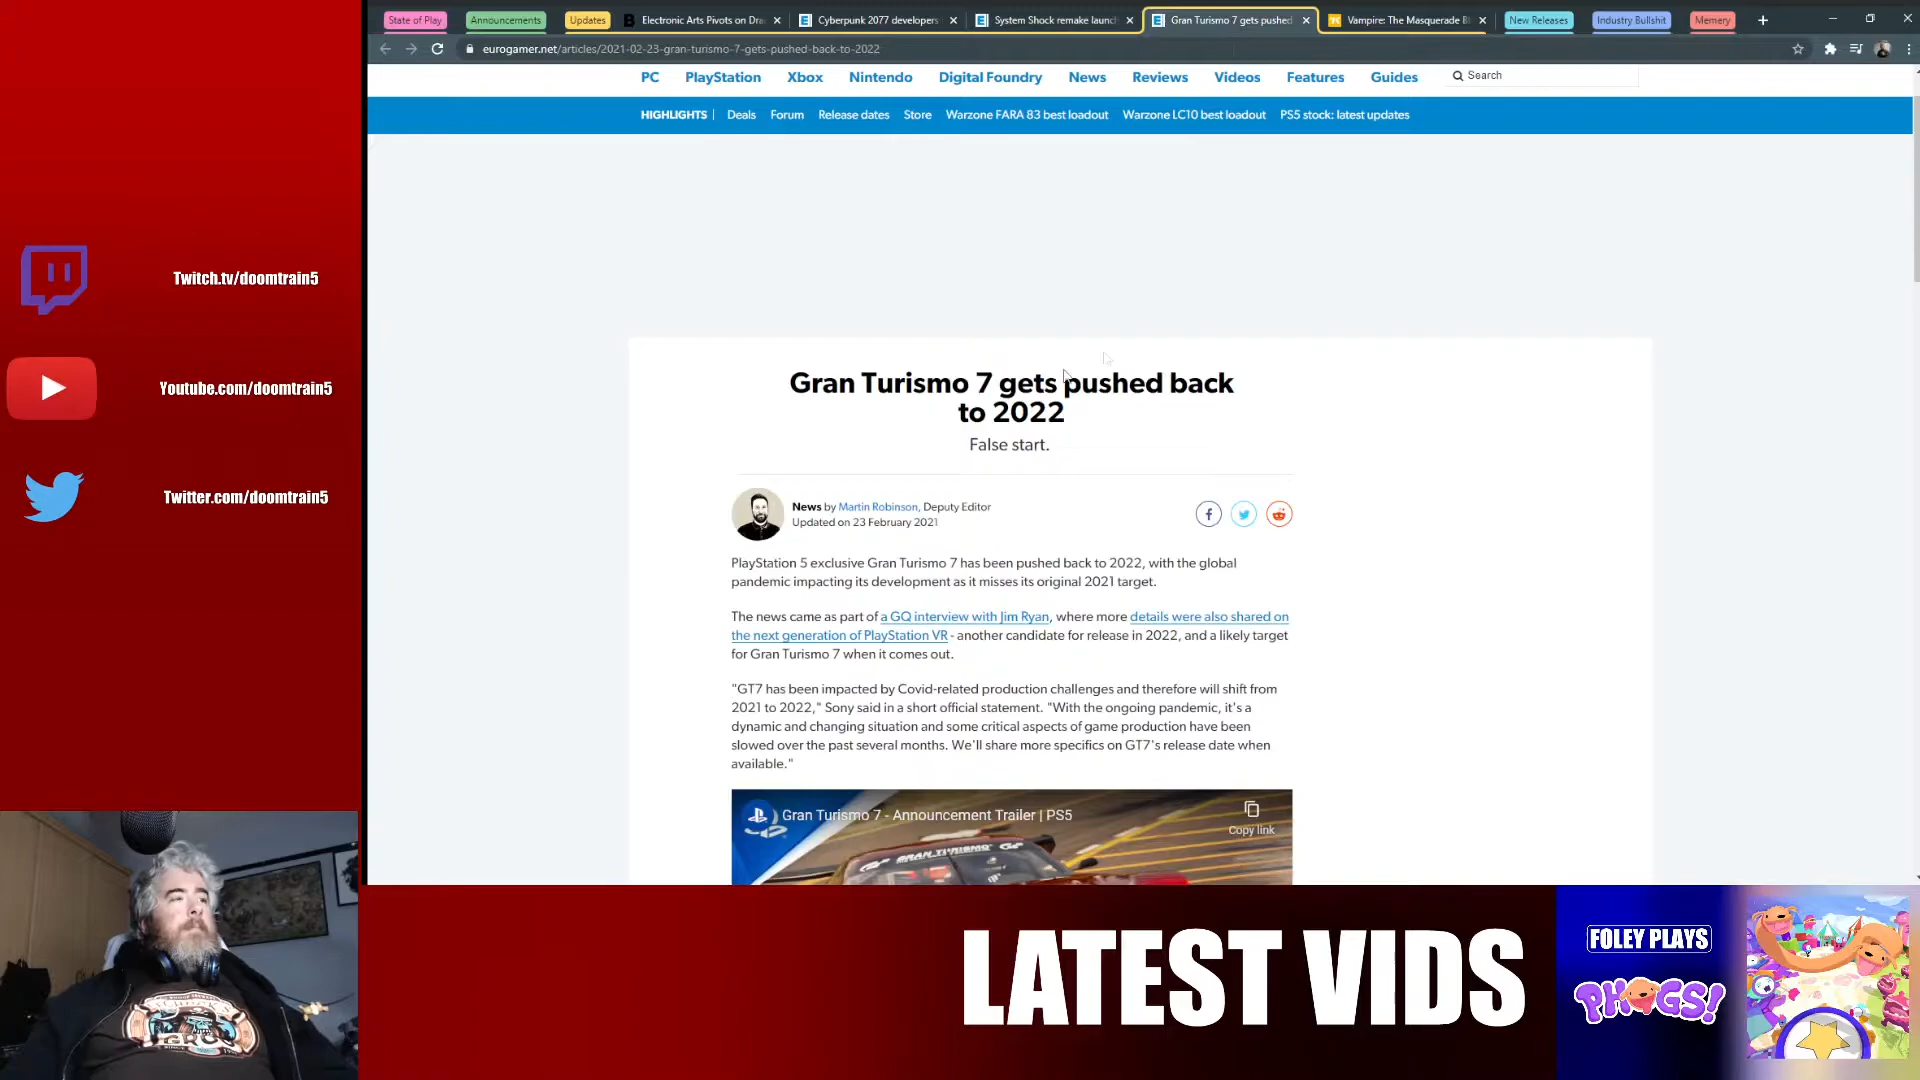 State of Play
Announcements
Updates
Electronic Arts Pivots on Dra
Cyberpunk 2077 developers
System Shock remake launc
Gran Turismo 7 gets pushed
Vampire: The Masquerade B
New Releases
Industry Bullshit
Memery
eurogamer.net/articles/2021-02-23-gran-turismo-7-gets-pushed-back-to-2022
PC PlayStation Xbox Nintendo Digital Foundry News Reviews Videos Features Guides Search
HIGHLIGHTS | Deals Forum Release dates Store Warzone FARA 83 best loadout Warzone LC10 best loadout PS5 stock: latest updates
Twitch.tv/doomtrain5
Youtube.com/doomtrain5
Twitter.com/doomtrain5
Gran Turismo 7 gets pushed back
to 2022
False start.
News by Martin Robinson, Deputy Editor
Updated on 23 February 2021
PlayStation 5 exclusive Gran Turismo 7 has been pushed back to 2022, with the global
pandemic impacting its development as it misses its original 2021 target.
The news came as part of a GQ interview with Jim Ryan, where more details were also shared on
the next generation of PlayStation VR - another candidate for release in 2022, and a likely target
for Gran Turismo 7 when it comes out.
"GT7 has been impacted by Covid-related production challenges and therefore will shift from
2021 to 2022," Sony said in a short official statement. "With the ongoing pandemic, it's a
dynamic and changing situation and some critical aspects of game production have been
slowed over the past several months. We'll share more specifics on GT7's release date when
available."
Gran Turismo 7 - Announcement Trailer | PS5
Copy link
GRAN TURISMO
LATEST VIDS
FOLEY PLAYS
PHOGS!